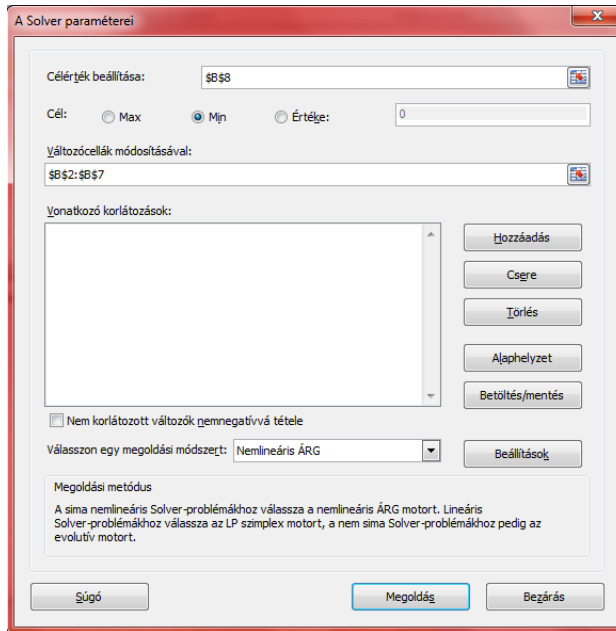 A Solver paraméterei
Célérték beállítása: $B$8
Cél: Max Min Értéke: 0
Változócellák módosításával:
$B$2:$B$7
Vonatkozó korlátozások:
Hozzáadás
Csere
Törlés
Alaphelyzet
Betöltés/mentés
Nem korlátozott változók nemnegatívvá tétele
Válasszon egy megoldási módszert: Nemlineáris ÁRG Beállítások
Megoldási metódus
A sima nemlineáris Solver-problémákhoz válassza a nemlineáris ÁRG motort. Lineáris
Solver-problémákhoz válassza az LP szimplex motort, a nem sima Solver-problémákhoz pedig az
evolutív motort.
Súgó Megoldás Bezárás